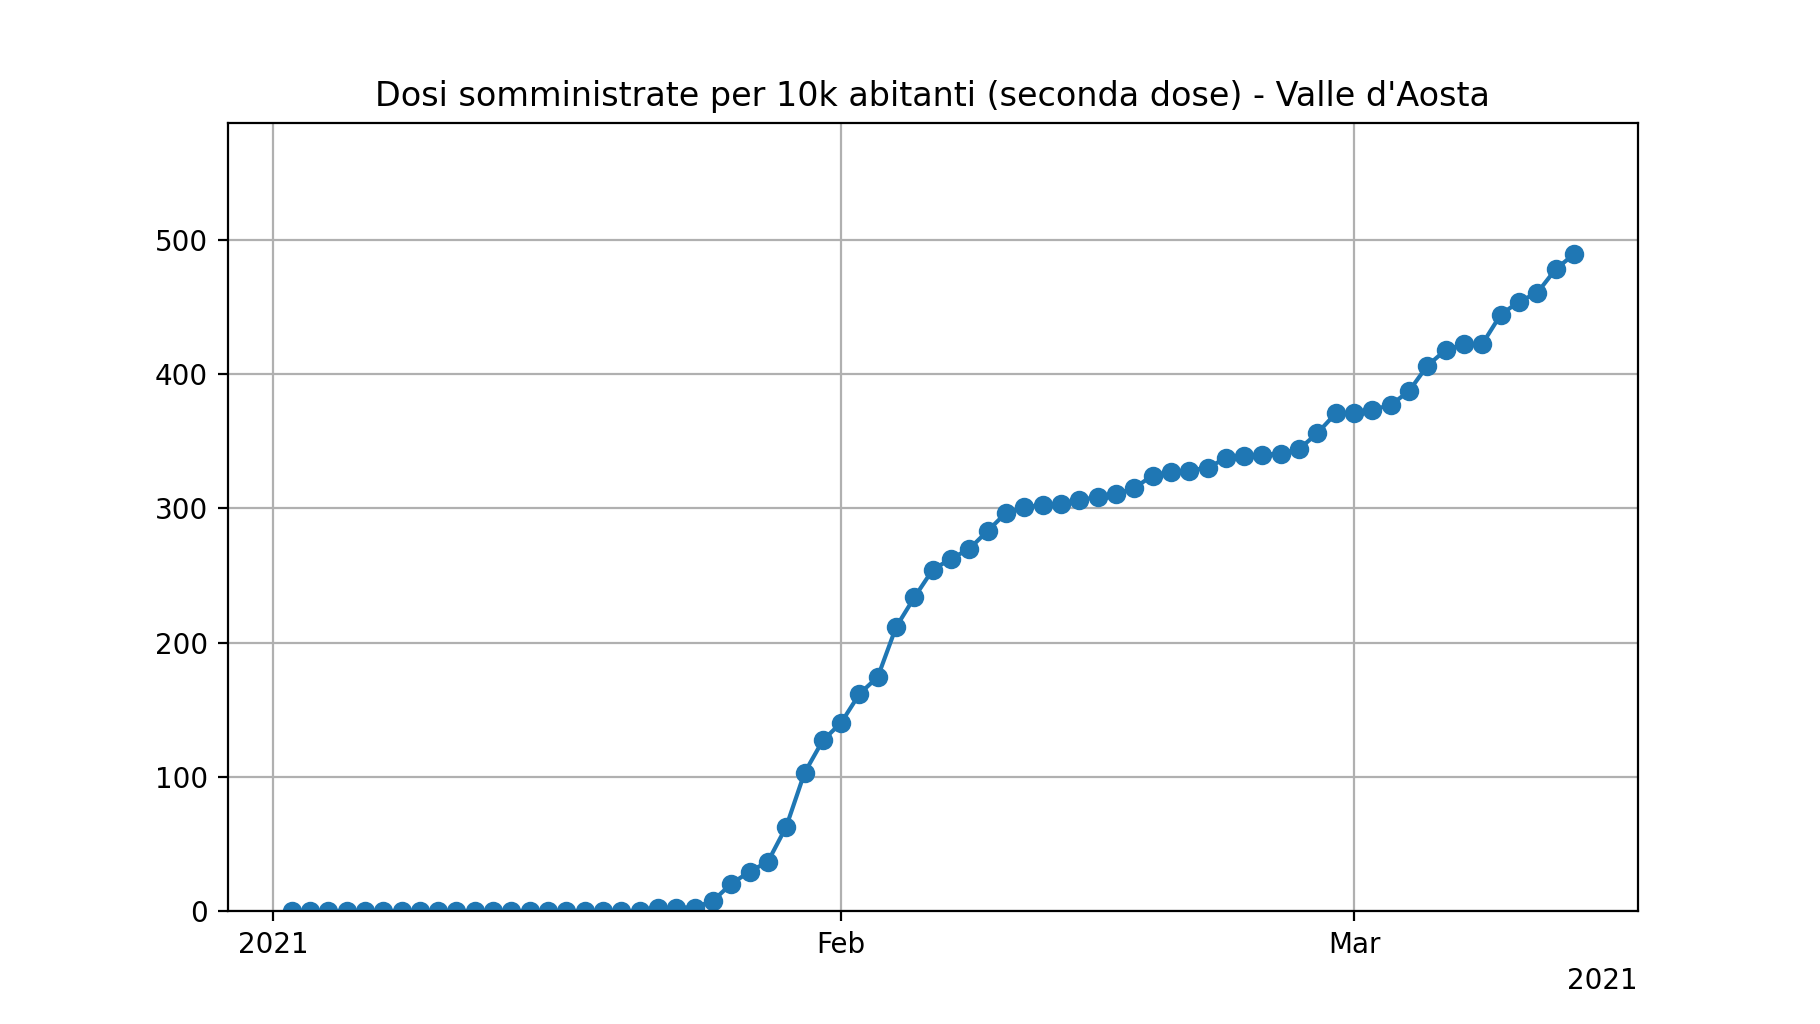 Dosi somministrate per 10k abitanti (seconda dose) - Valle d'Aosta
500
400
300
200
100
0
2021
Feb
Mar
2021